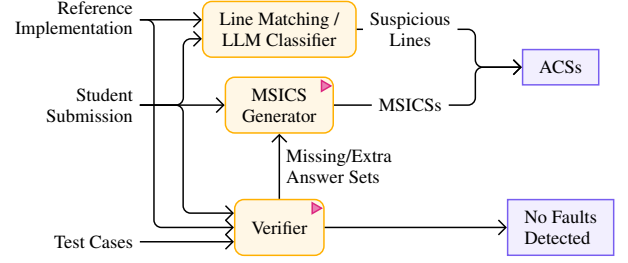 Reference
Implementation
Line Matching /
LLM Classifier
Suspicious
Lines
ACSs
Student
Submission
MSICS
Generator
MSICSs
Missing/Extra
Answer Sets
Test Cases
Verifier
No Faults
Detected